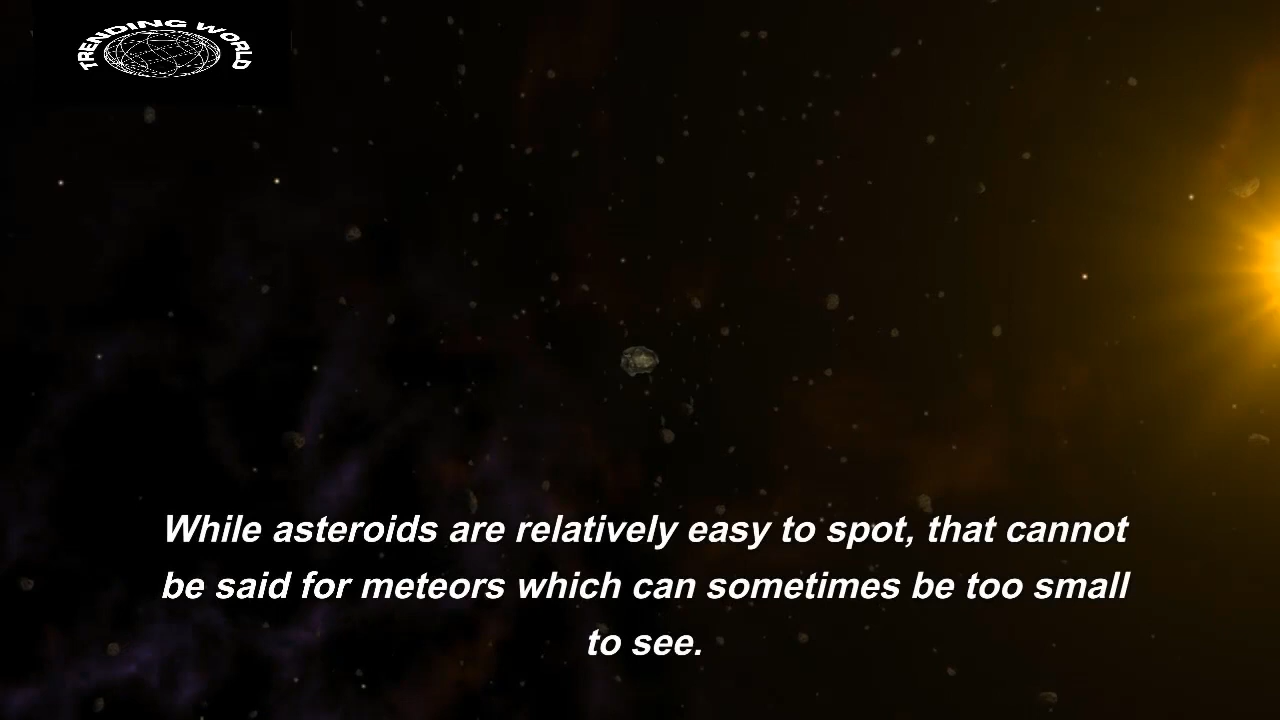 TRENDING WORLD
While asteroids are relatively easy to spot, that cannot
be said for meteors which can sometimes be too small
to see.